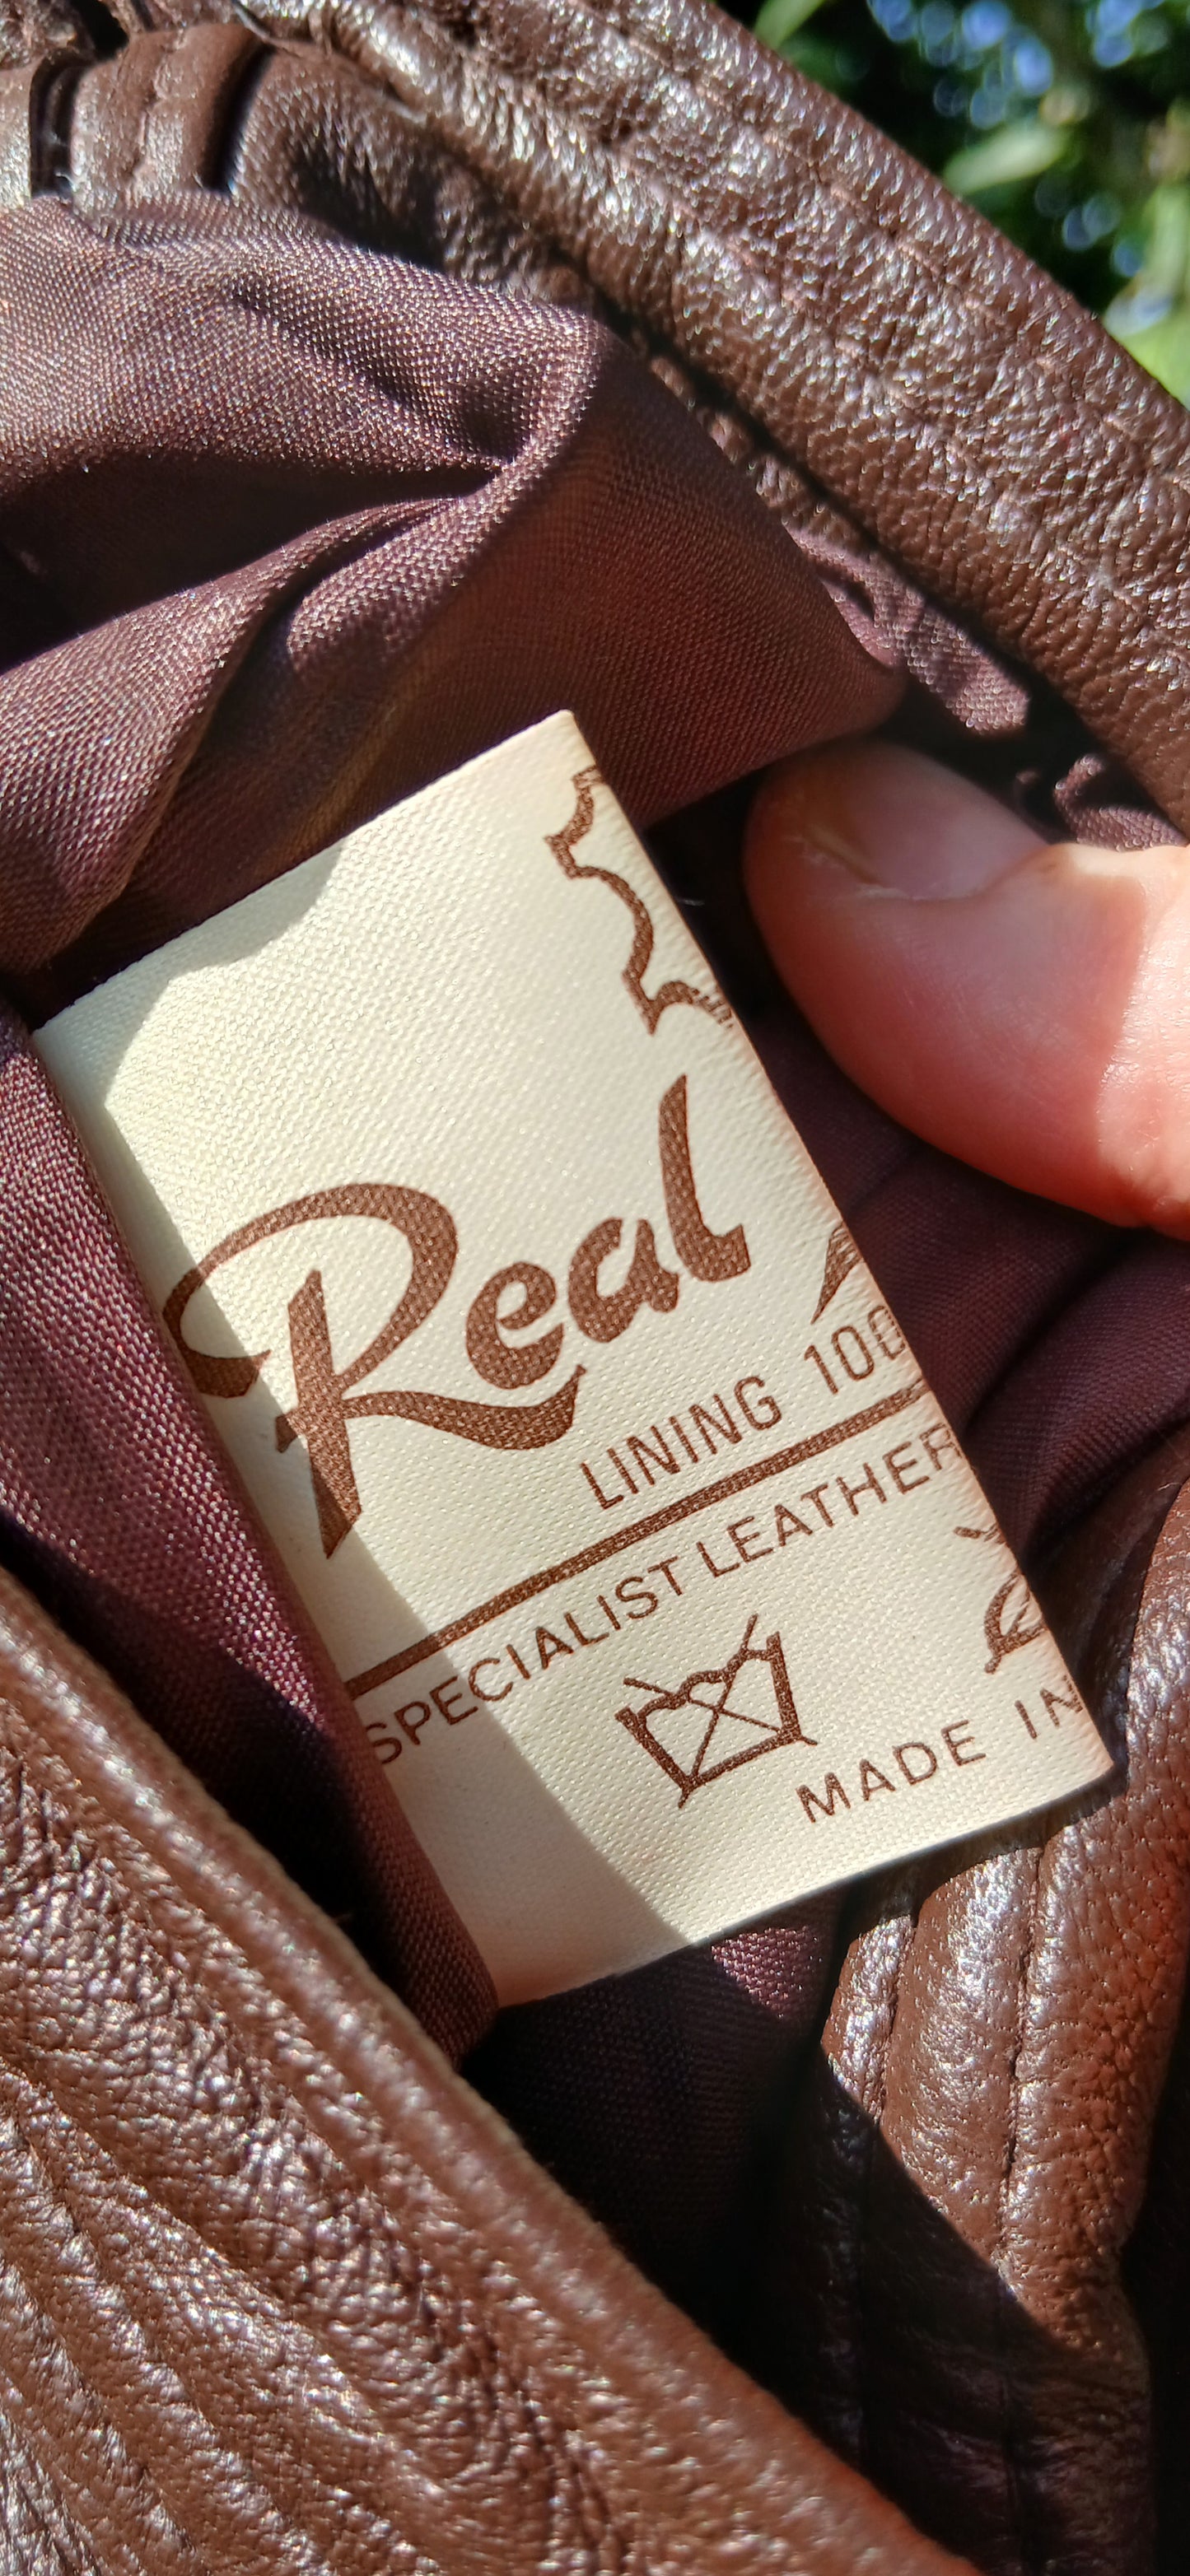 Real
LINING 100
SPECIALIST LEATHER
MADE IN